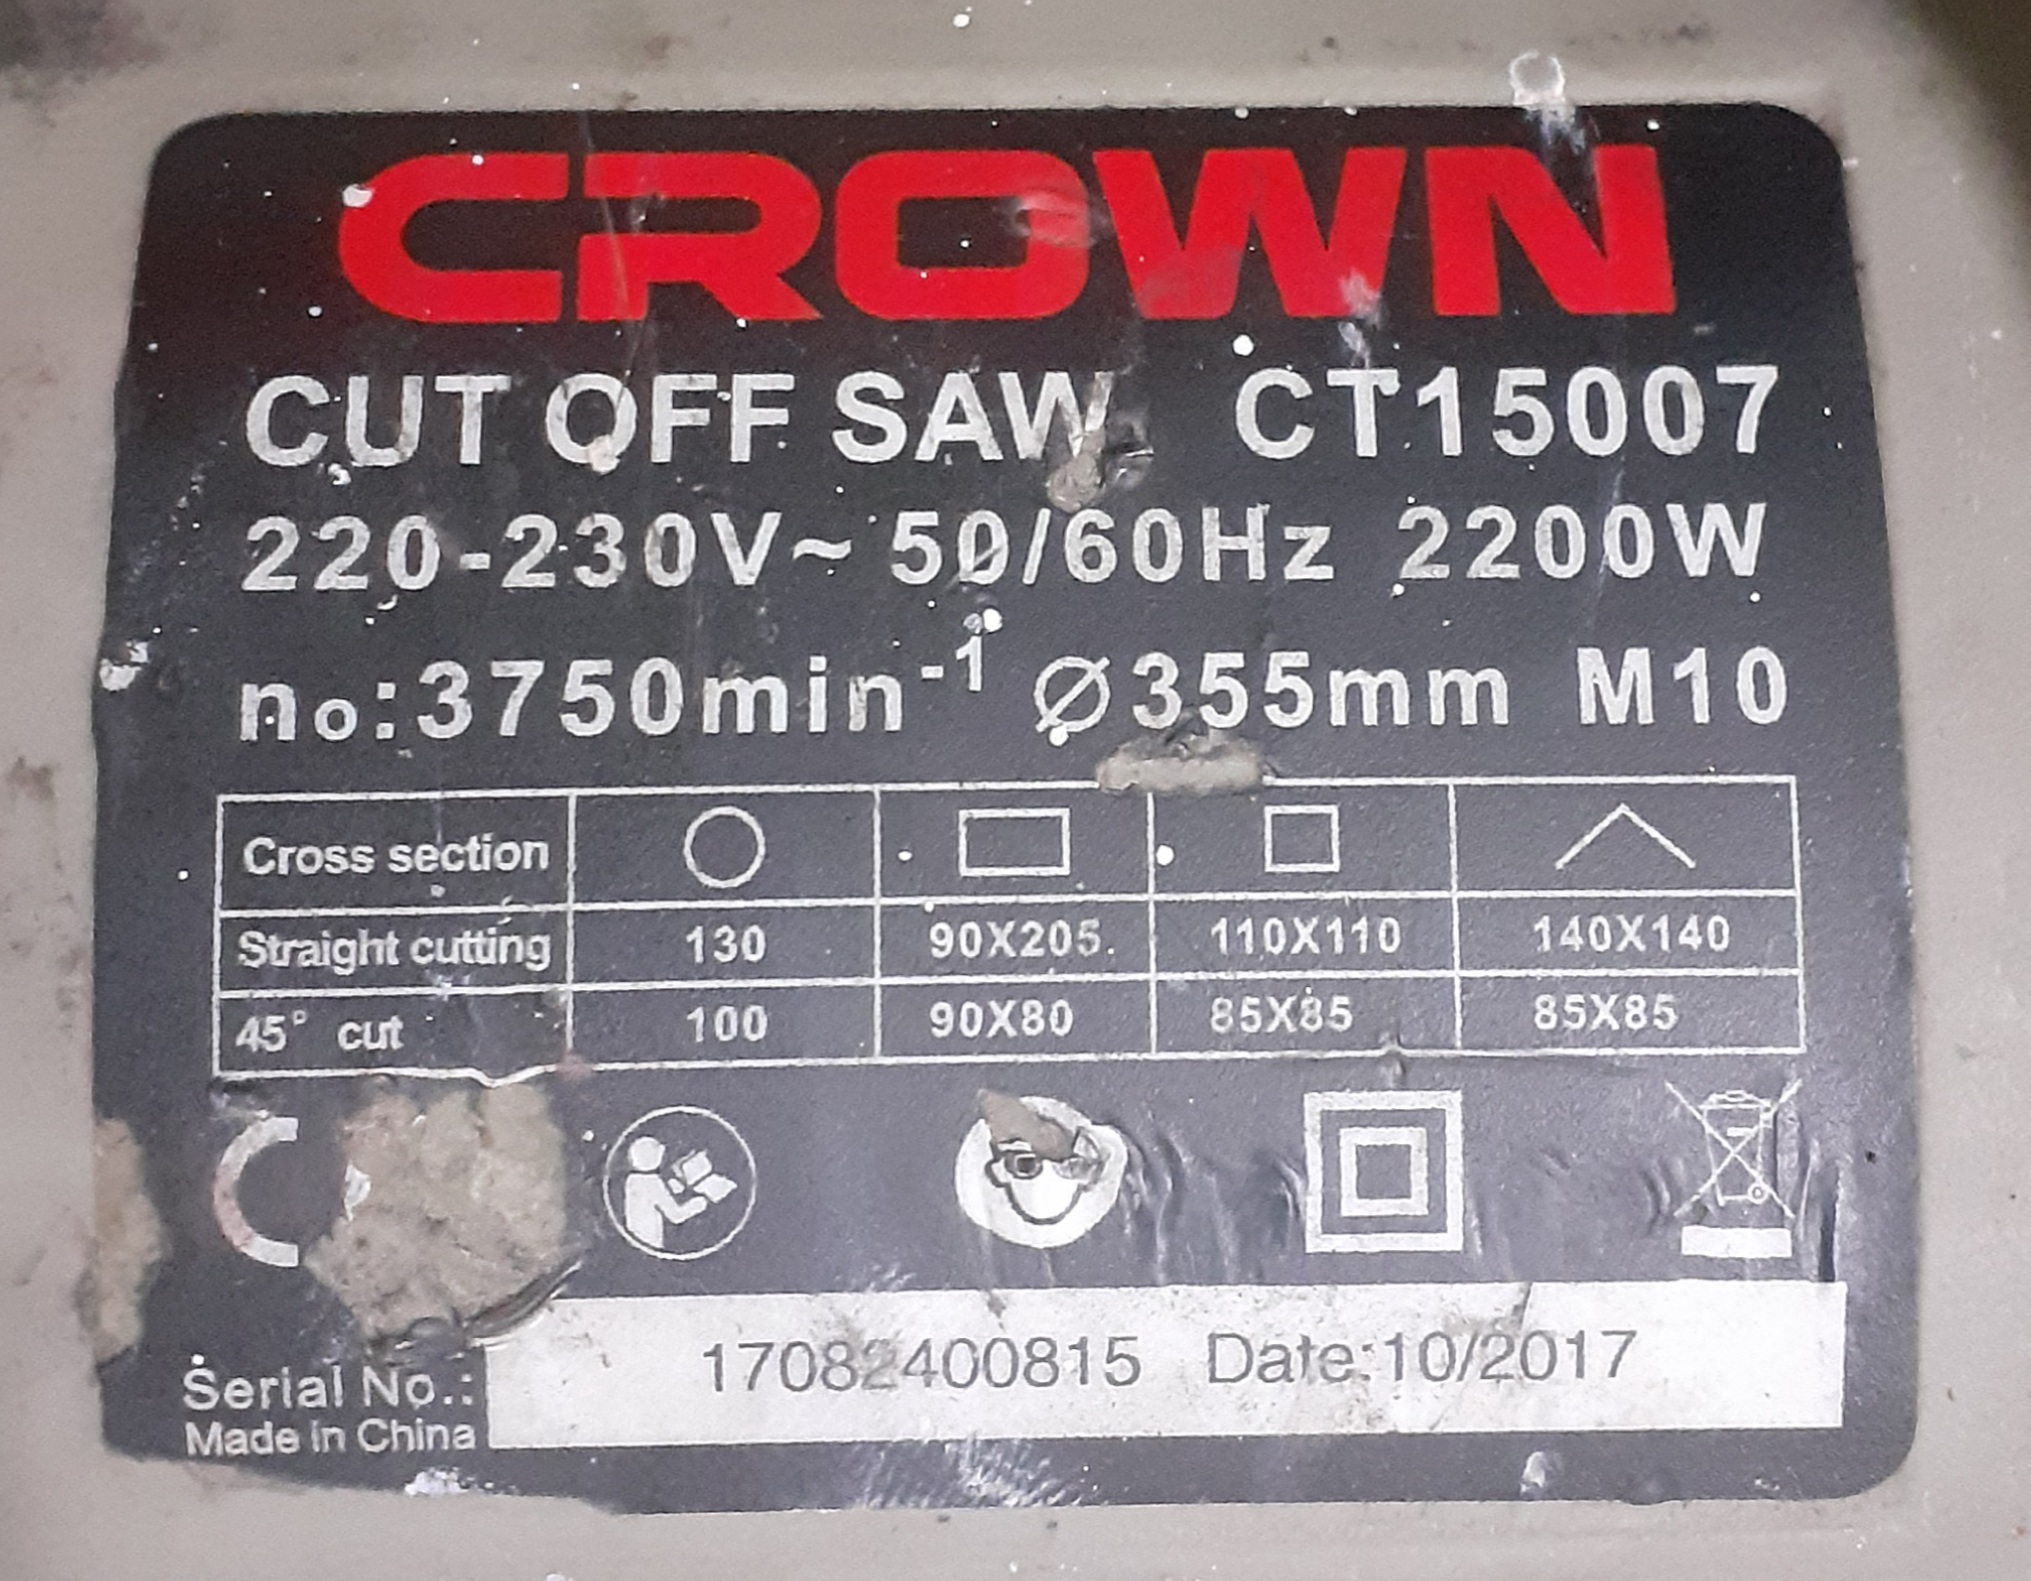 CROWN
CUT OFF SAW CT15007
220-230V~ 50/60Hz 2200W
no:3750min⁻¹ Ø355mm M10
Cross section
Straight cutting 130 90X205 110X110 140X140
45° cut 100 90X80 85X85 85X85
Serial No.: 17082400815 Date:10/2017
Made in China